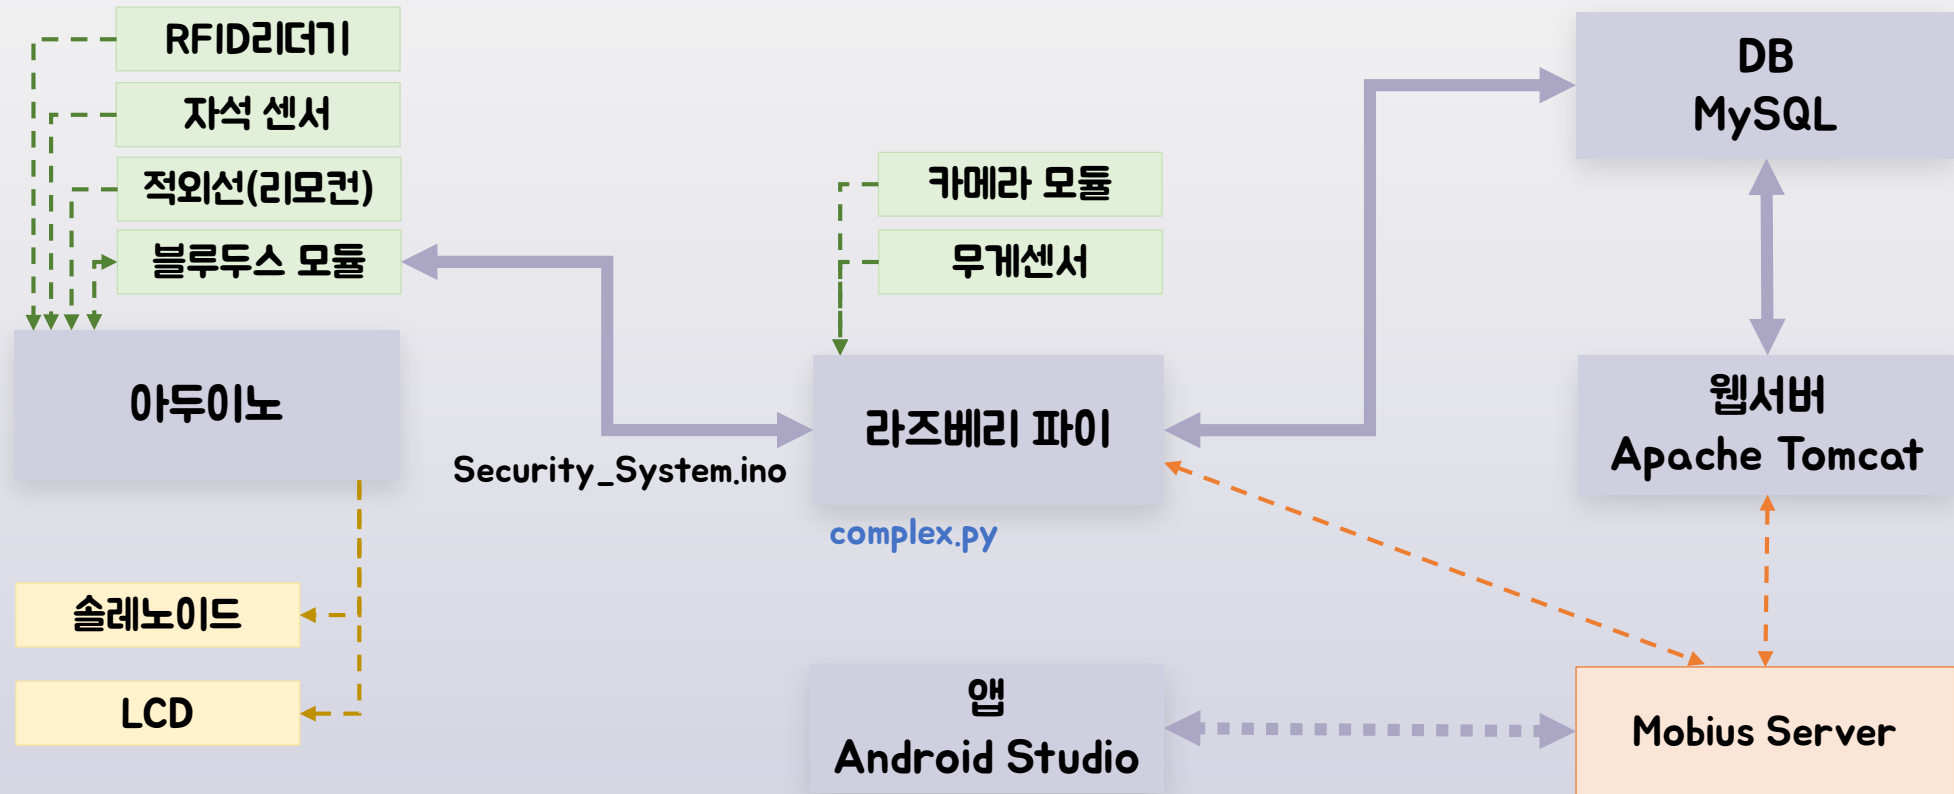 RFID리더기
자석 센서
적외선(리모컨)
블루두스 모듈
아두이노
솔레노이드
LCD
Security_System.ino
카메라 모듈
무게센서
라즈베리 파이
complex.py
앱
Android Studio
DB
MySQL
웹서버
Apache Tomcat
Mobius Server